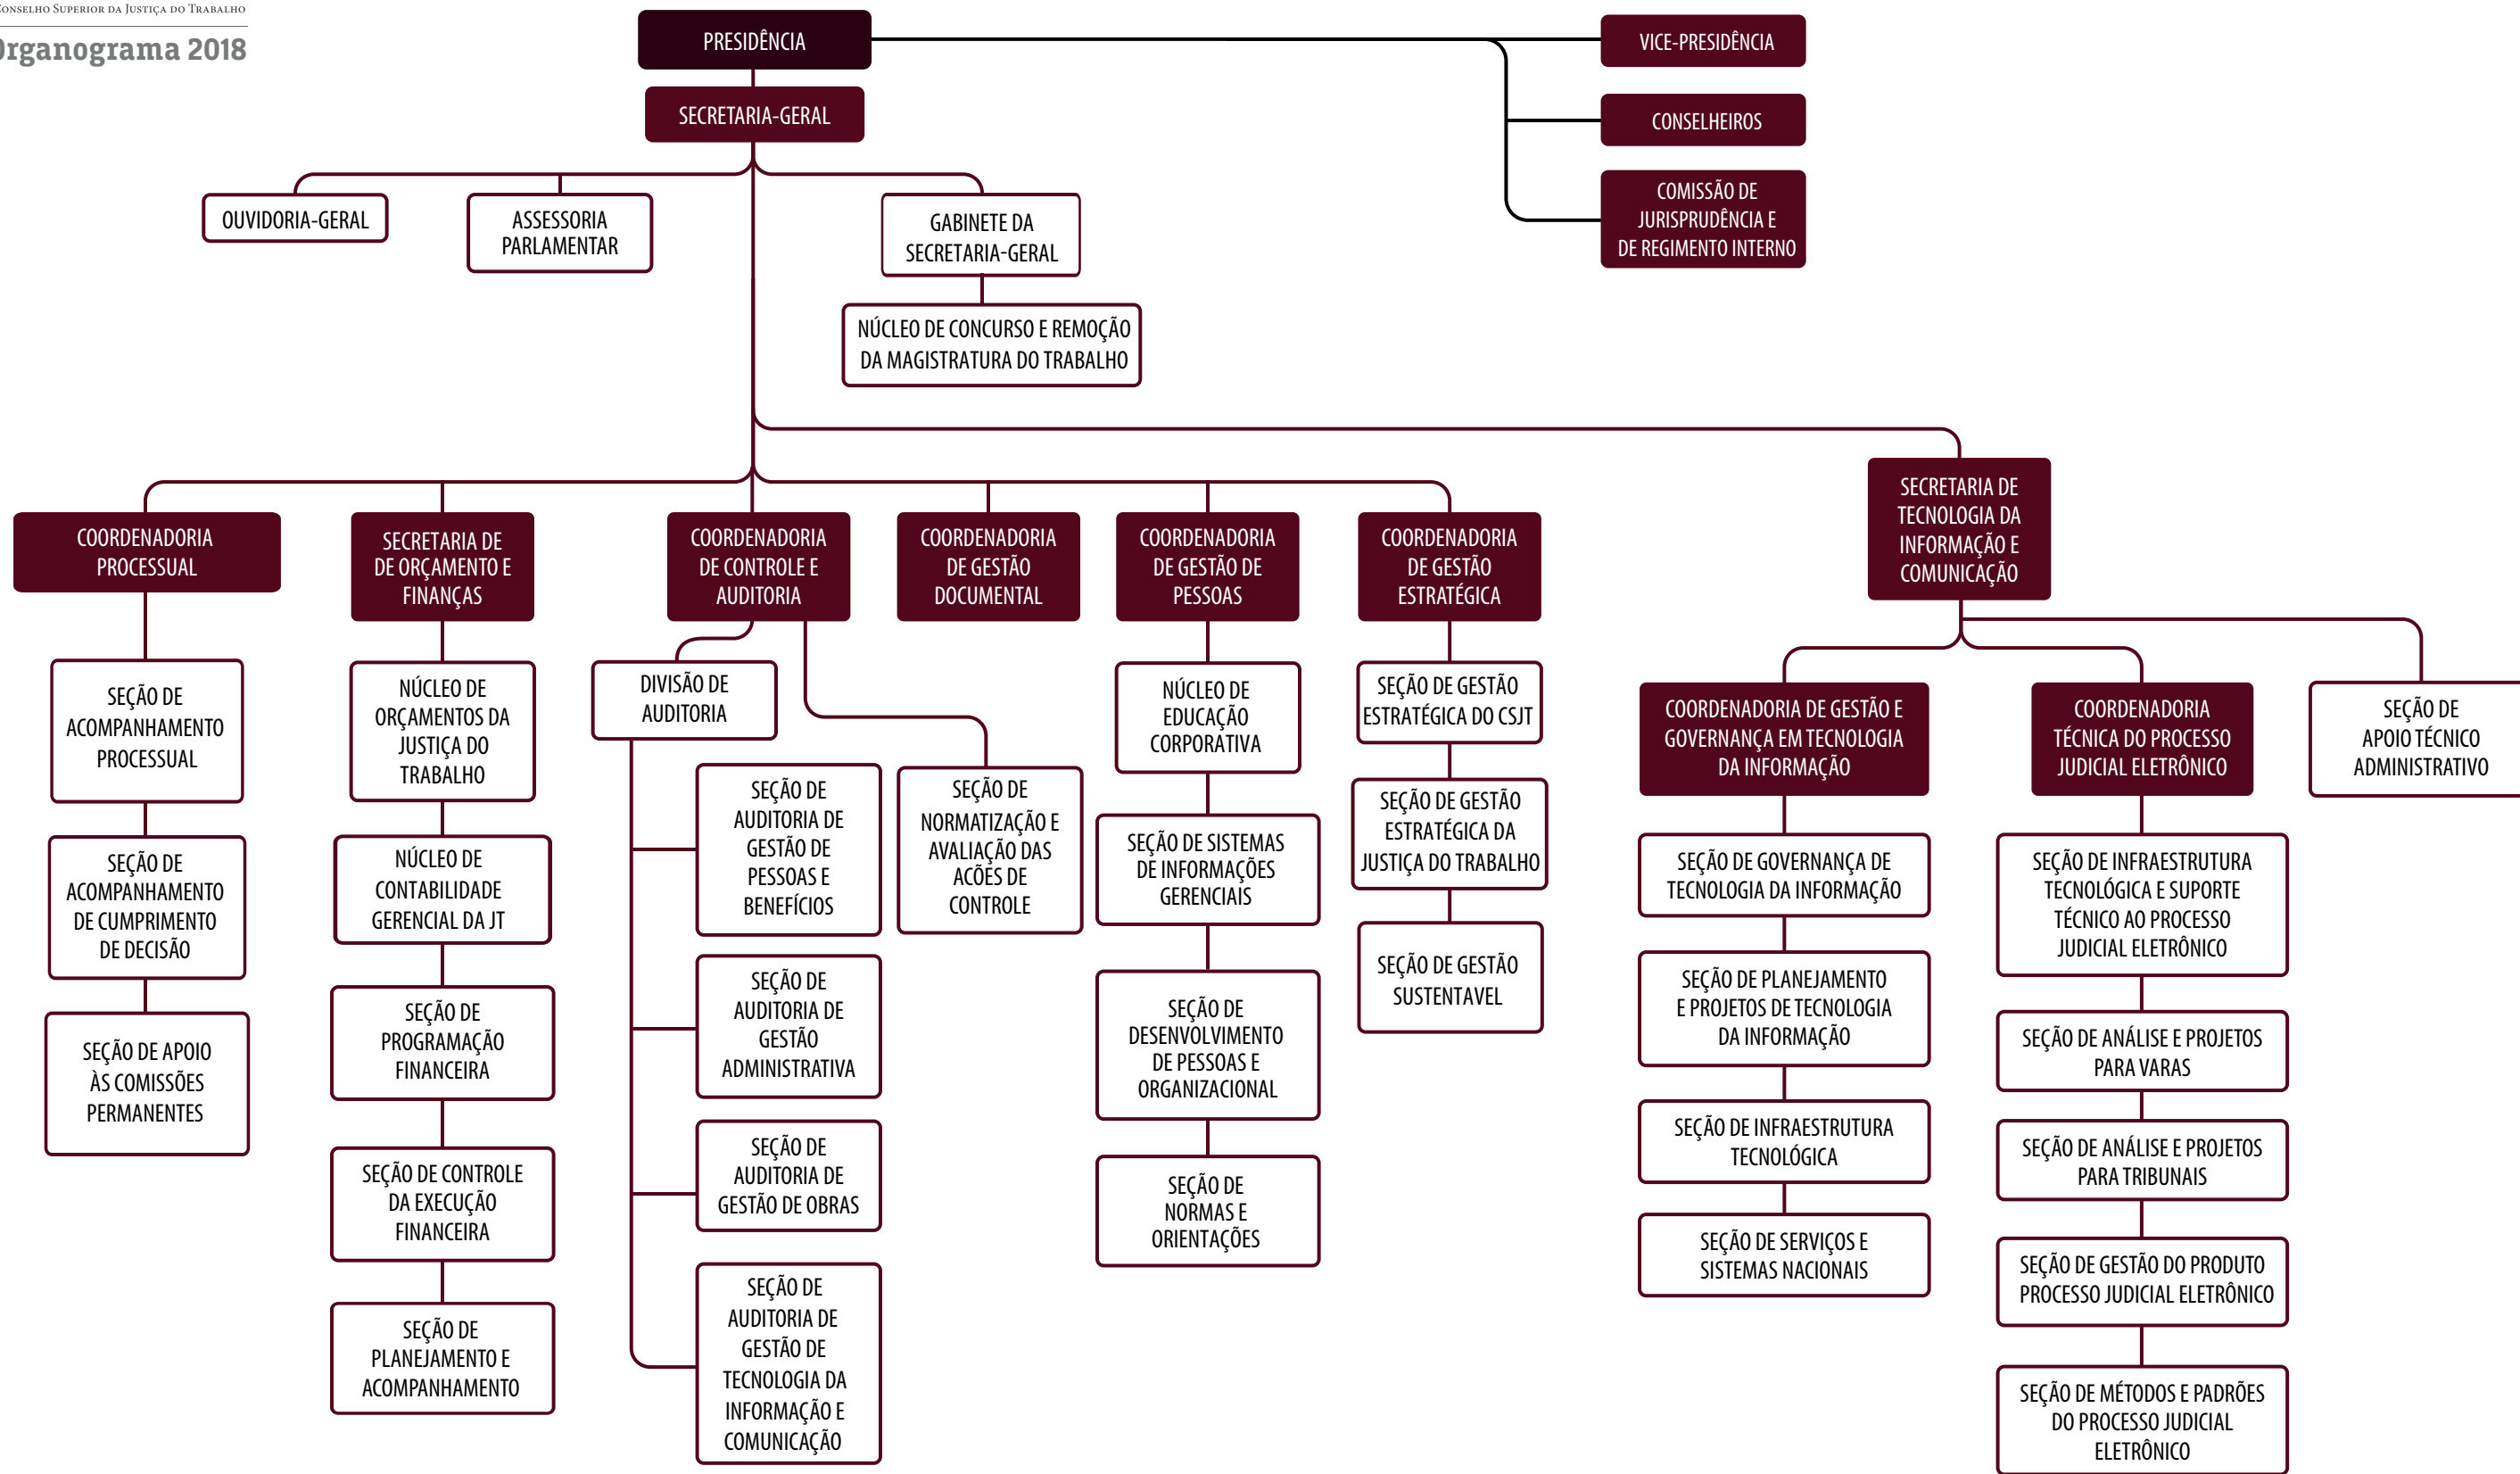 Conselho Superior da Justiça do Trabalho
Organograma 2018
PRESIDÊNCIA
VICE-PRESIDÊNCIA
SECRETARIA-GERAL
CONSELHEIROS
COMISSÃO DE
JURISPRUDÊNCIA E
DE REGIMENTO INTERNO
OUVIDORIA-GERAL
ASSESSORIA
PARLAMENTAR
GABINETE DA
SECRETARIA-GERAL
NÚCLEO DE CONCURSO E REMOÇÃO
DA MAGISTRATURA DO TRABALHO
COORDENADORIA
PROCESSUAL
SEÇÃO DE
ACOMPANHAMENTO
PROCESSUAL
SEÇÃO DE
ACOMPANHAMENTO
DE CUMPRIMENTO
DE DECISÃO
SEÇÃO DE APOIO
ÀS COMISSÕES
PERMANENTES
SECRETARIA DE
DE ORÇAMENTO E
FINANÇAS
NÚCLEO DE
ORÇAMENTOS DA
JUSTIÇA DO
TRABALHO
NÚCLEO DE
CONTABILIDADE
GERENCIAL DA JT
SEÇÃO DE
PROGRAMAÇÃO
FINANCEIRA
SEÇÃO DE CONTROLE
DA EXECUÇÃO
FINANCEIRA
SEÇÃO DE
PLANEJAMENTO E
ACOMPANHAMENTO
COORDENADORIA
DE CONTROLE E
AUDITORIA
DIVISÃO DE
AUDITORIA
SEÇÃO DE
AUDITORIA DE
GESTÃO DE
PESSOAS E
BENEFÍCIOS
SEÇÃO DE
AUDITORIA DE
GESTÃO
ADMINISTRATIVA
SEÇÃO DE
AUDITORIA DE
GESTÃO DE OBRAS
SEÇÃO DE
AUDITORIA DE
GESTÃO DE
TECNOLOGIA DA
INFORMAÇÃO E
COMUNICAÇÃO
SEÇÃO DE
NORMATIZAÇÃO E
AVALIAÇÃO DAS
ACÕES DE
CONTROLE
COORDENADORIA
DE GESTÃO
DOCUMENTAL
COORDENADORIA
DE GESTÃO DE
PESSOAS
NÚCLEO DE
EDUCAÇÃO
CORPORATIVA
SEÇÃO DE SISTEMAS
DE INFORMAÇÕES
GERENCIAIS
SEÇÃO DE
DESENVOLVIMENTO
DE PESSOAS E
ORGANIZACIONAL
SEÇÃO DE
NORMAS E
ORIENTAÇÕES
COORDENADORIA
DE GESTÃO
ESTRATÉGICA
SEÇÃO DE GESTÃO
ESTRATÉGICA DO CSJT
SEÇÃO DE GESTÃO
ESTRATÉGICA DA
JUSTIÇA DO TRABALHO
SEÇÃO DE GESTÃO
SUSTENTAVEL
SECRETARIA DE
TECNOLOGIA DA
INFORMAÇÃO E
COMUNICAÇÃO
COORDENADORIA DE GESTÃO E
GOVERNANÇA EM TECNOLOGIA
DA INFORMAÇÃO
SEÇÃO DE GOVERNANÇA DE
TECNOLOGIA DA INFORMAÇÃO
SEÇÃO DE PLANEJAMENTO
E PROJETOS DE TECNOLOGIA
DA INFORMAÇÃO
SEÇÃO DE INFRAESTRUTURA
TECNOLÓGICA
SEÇÃO DE SERVIÇOS E
SISTEMAS NACIONAIS
COORDENADORIA
TÉCNICA DO PROCESSO
JUDICIAL ELETRÔNICO
SEÇÃO DE INFRAESTRUTURA
TECNOLÓGICA E SUPORTE
TÉCNICO AO PROCESSO
JUDICIAL ELETRÔNICO
SEÇÃO DE ANÁLISE E PROJETOS
PARA VARAS
SEÇÃO DE ANÁLISE E PROJETOS
PARA TRIBUNAIS
SEÇÃO DE GESTÃO DO PRODUTO
PROCESSO JUDICIAL ELETRÔNICO
SEÇÃO DE MÉTODOS E PADRÕES
DO PROCESSO JUDICIAL
ELETRÔNICO
SEÇÃO DE
APOIO TÉCNICO
ADMINISTRATIVO